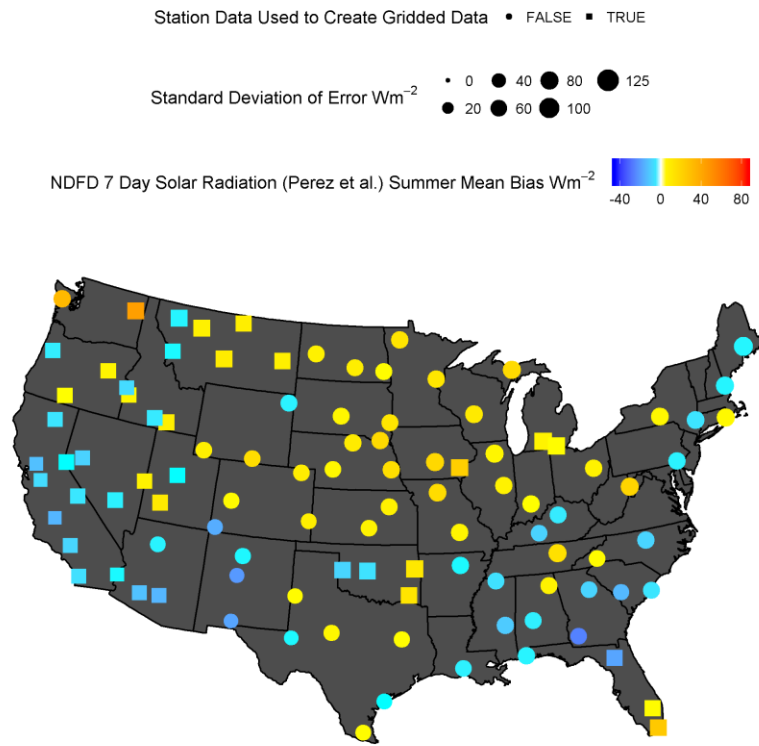 Station Data Used to Create Gridded Data FALSE TRUE
Standard Deviation of Error Wm−2
0 40 80 125
20 60 100
NDFD 7 Day Solar Radiation (Perez et al.) Summer Mean Bias Wm−2
-40 0 40 80